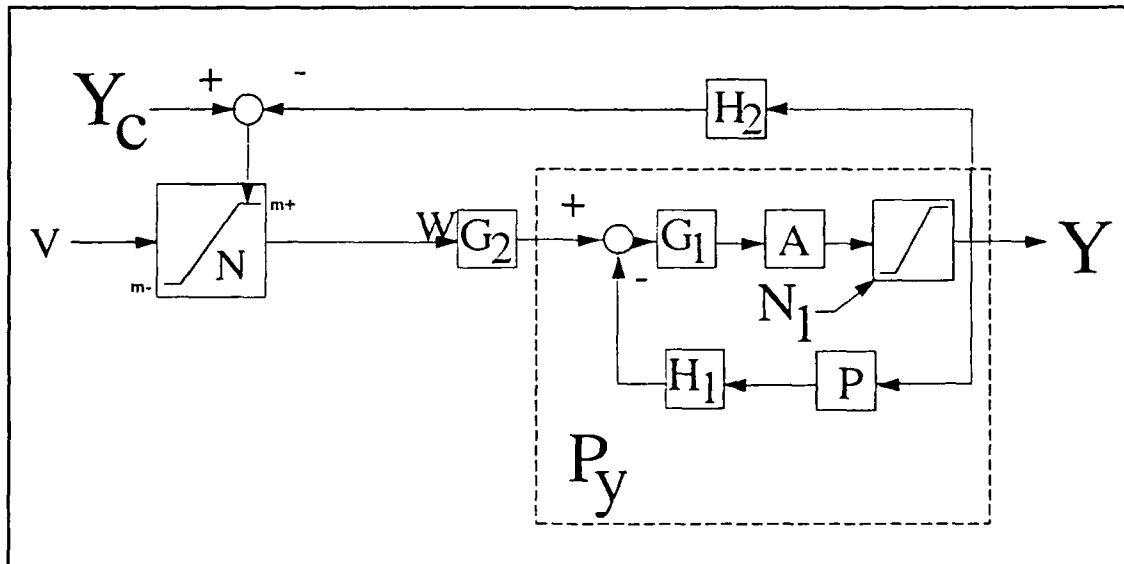 + -
Y_c
H_2
m+
V
N
m-
W
G_2
+
G_1
A
Y
-
N_1
H_1
P
P_y